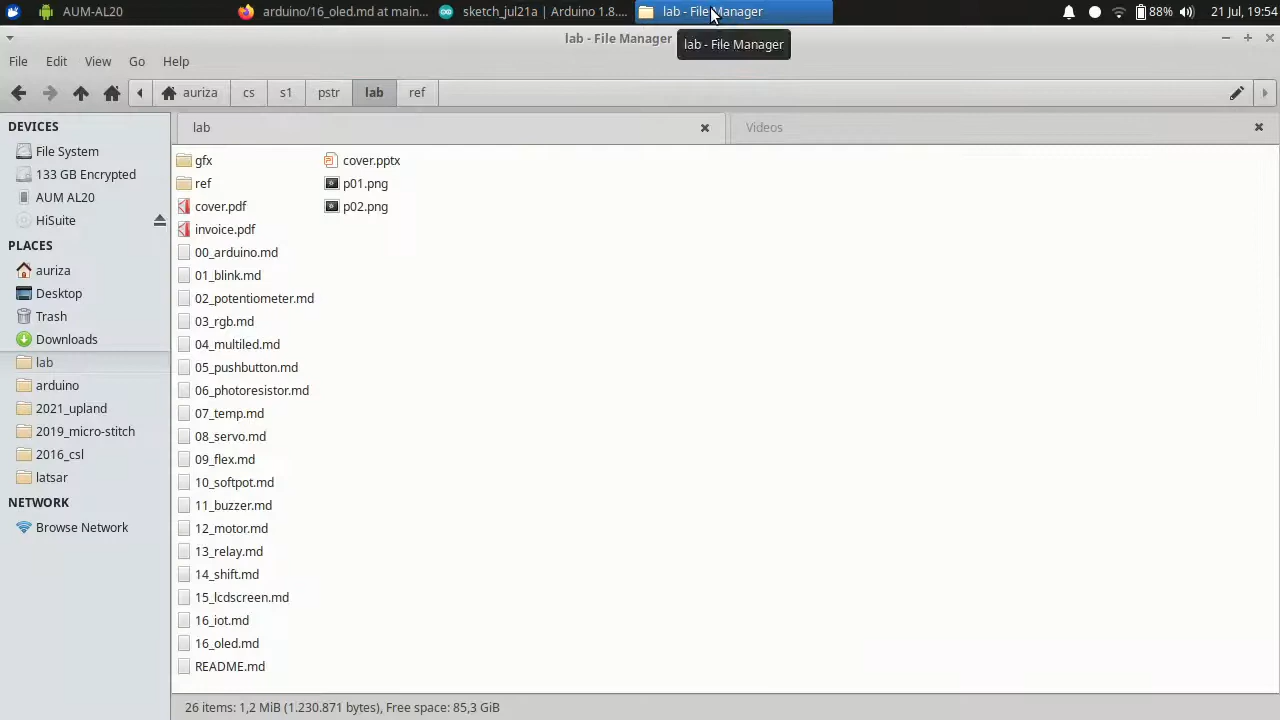 AUM-AL20
arduino/16_oled.md at main...
sketch_jul21a | Arduino 1.8....
lab - File Manager
88%
21 Jul, 19:54
lab - File Manager
lab - File Manager
File Edit View Go Help
auriza cs s1 pstr lab ref
DEVICES
File System
133 GB Encrypted
AUM AL20
HiSuite
PLACES
auriza
Desktop
Trash
Downloads
lab
arduino
2021_upland
2019_micro-stitch
2016_csl
latsar
NETWORK
Browse Network
lab
Videos
gfx
ref
cover.pdf
invoice.pdf
00_arduino.md
01_blink.md
02_potentiometer.md
03_rgb.md
04_multiled.md
05_pushbutton.md
06_photoresistor.md
07_temp.md
08_servo.md
09_flex.md
10_softpot.md
11_buzzer.md
12_motor.md
13_relay.md
14_shift.md
15_lcdscreen.md
16_iot.md
16_oled.md
README.md
cover.pptx
p01.png
p02.png
26 items: 1,2 MiB (1.230.871 bytes), Free space: 85,3 GiB